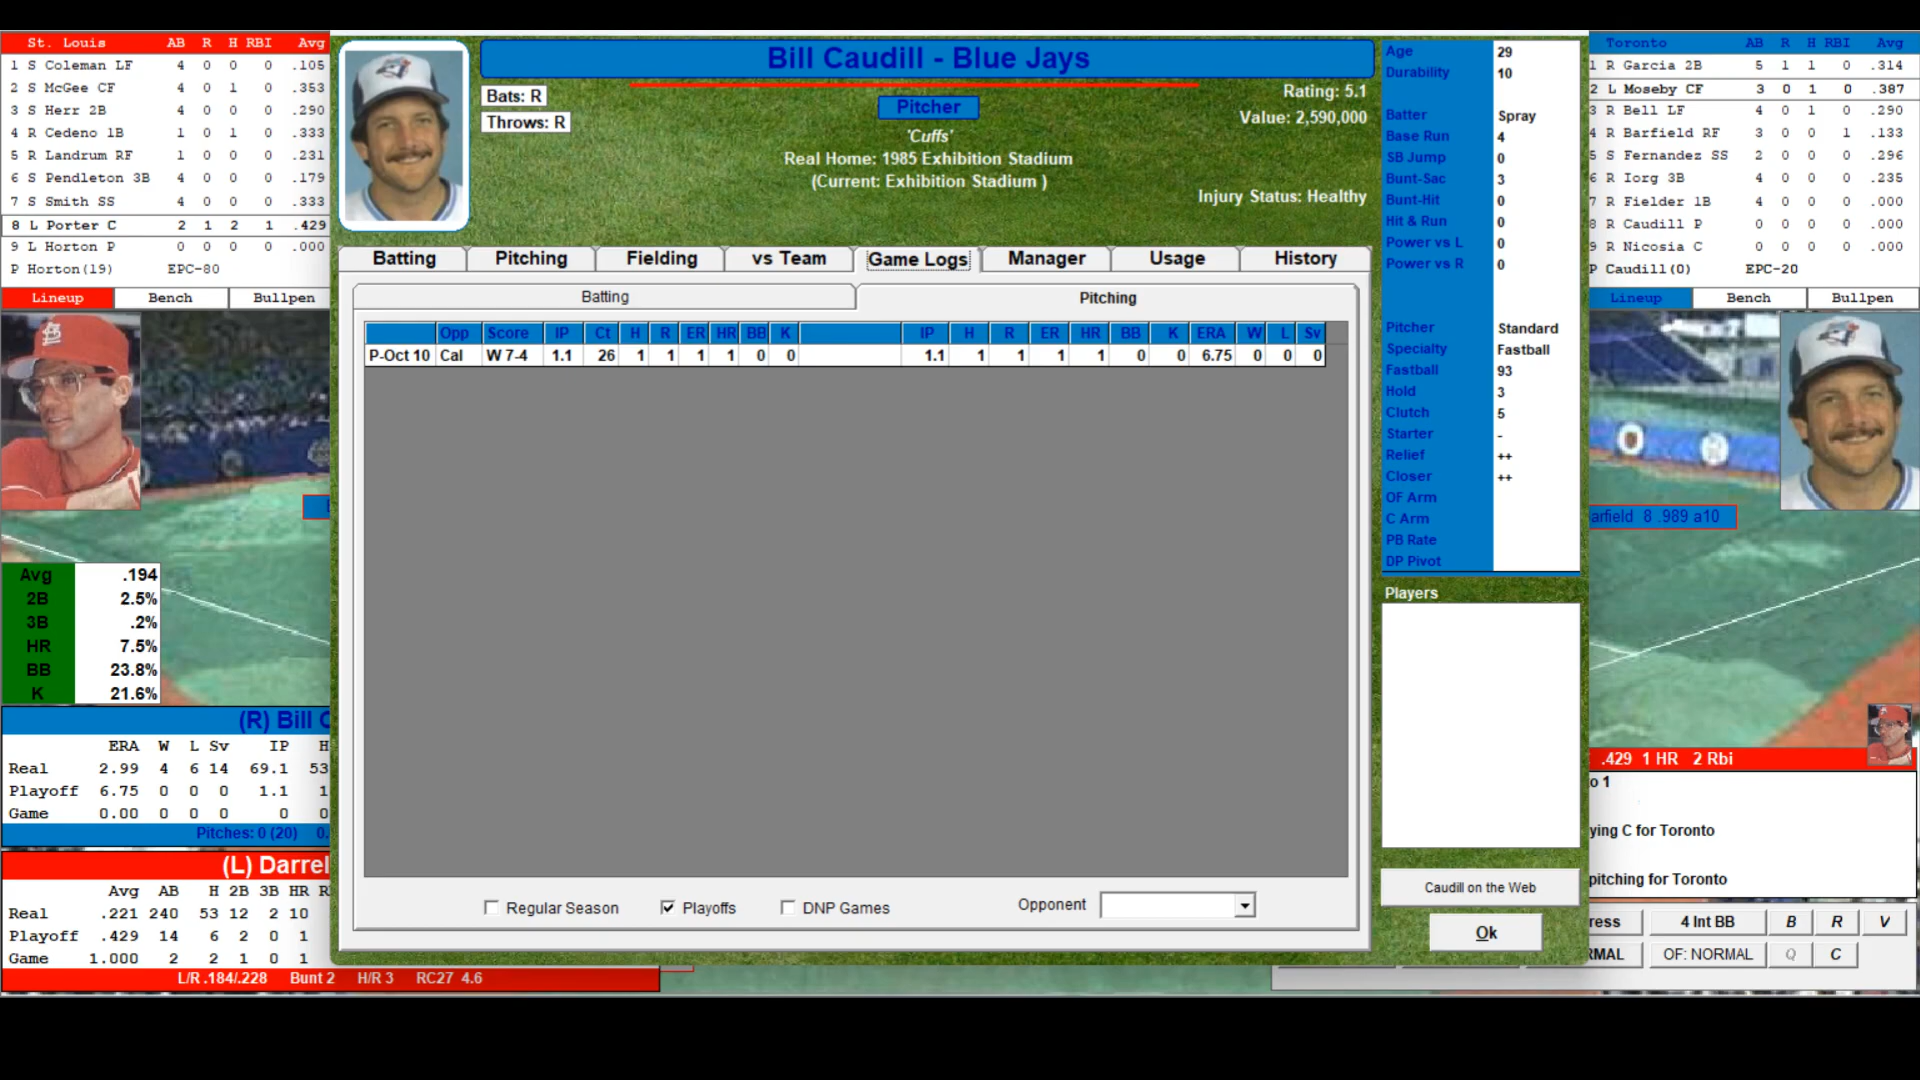 St. Louis AB R H RBI Avg
1 S Coleman LF 4 0 0 0 .105
2 S McGee CF 4 0 1 0 .353
3 S Herr 2B 4 0 0 0 .290
4 R Cedeno 1B 1 0 1 0 .333
5 R Landrum RF 1 0 0 0 .231
6 S Pendleton 3B 4 0 0 0 .179
7 S Smith SS 4 0 0 0 .333
8 L Porter C 2 1 2 1 .429
9 L Horton P 0 0 0 0 .000
P Horton(19) EPC-80
Lineup Bench Bullpen
Avg .194
2B 2.5%
3B .2%
HR 7.5%
BB 23.8%
K 21.6%
(R) Bill
ERA W L Sv IP H
Real 2.99 4 6 14 69.1 53
Playoff 6.75 0 0 0 1.1 1
Game 0.00 0 0 0 0 0
Pitches: 0 (20) 0.
(L) Darrel
Avg AB H 2B 3B HR R
Real .221 240 53 12 2 10
Playoff .429 14 6 2 0 1
Game 1.000 2 2 1 0 1
L/R .184/.228 Bunt 2 H/R 3 RC27 4.6
Bill Caudill - Blue Jays
Bats: R
Throws: R
Pitcher
'Cuffs'
Real Home: 1985 Exhibition Stadium
(Current: Exhibition Stadium )
Rating: 5.1
Value: 2,590,000
Injury Status: Healthy
Batting Pitching Fielding vs Team Game Logs Manager Usage History
Batting Pitching
Opp Score IP Ct H R ER HR BB K IP H R ER HR BB K ERA W L Sv
P-Oct 10 Cal W 7-4 1.1 26 1 1 1 1 0 0 1.1 1 1 1 1 0 0 6.75 0 0 0
Regular Season Playoffs DNP Games Opponent
Age 29
Durability 10
Batter Spray
Base Run 4
SB Jump 0
Bunt-Sac 3
Bunt-Hit 0
Hit & Run 0
Power vs L 0
Power vs R 0
Pitcher Standard
Specialty Fastball
Fastball 93
Hold 3
Clutch 5
Starter -
Relief ++
Closer ++
OF Arm
C Arm
PB Rate
DP Pivot
Players
Caudill on the Web
Ok
Toronto AB R H RBI Avg
1 R Garcia 2B 5 1 1 0 .314
2 L Moseby CF 3 0 1 0 .387
3 R Bell LF 4 0 1 0 .290
4 R Barfield RF 3 0 0 1 .133
5 S Fernandez SS 2 0 0 0 .296
6 R Iorg 3B 4 0 0 0 .235
7 R Fielder 1B 4 0 0 0 .000
8 R Caudill P 0 0 0 0 .000
9 R Nicosia C 0 0 0 0 .000
P Caudill(0) EPC-20
Lineup Bench Bullpen
arfield 8 .989 a10
.429 1 HR 2 Rbi
o 1
ying C for Toronto
pitching for Toronto
ress 4 Int BB B R V
RMAL OF: NORMAL Q C